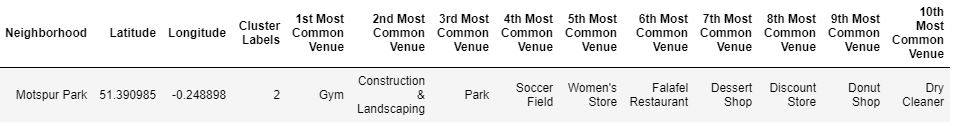 Neighborhood Latitude Longitude Cluster Labels 1st Most Common Venue 2nd Most Common Venue 3rd Most Common Venue 4th Most Common Venue 5th Most Common Venue 6th Most Common Venue 7th Most Common Venue 8th Most Common Venue 9th Most Common Venue 10th Most Common Venue
Motspur Park 51.390985 -0.248898 2 Gym Construction & Landscaping Park Soccer Field Women's Store Falafel Restaurant Dessert Shop Discount Store Donut Shop Dry Cleaner